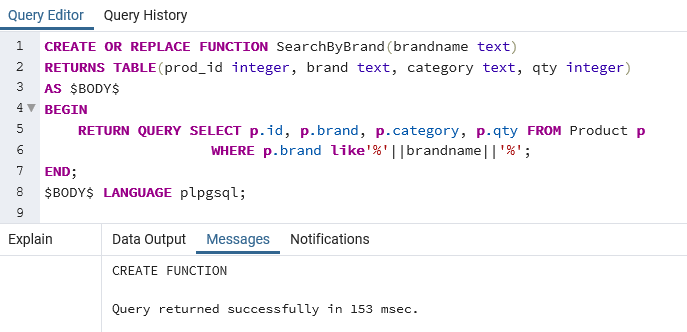 Query Editor Query History
1 CREATE OR REPLACE FUNCTION SearchByBrand(brandname text)
2 RETURNS TABLE(prod_id integer, brand text, category text, qty integer)
3 AS $BODY$
4 BEGIN
5 RETURN QUERY SELECT p.id, p.brand, p.category, p.qty FROM Product p
6 WHERE p.brand like'%'||brandname||'%';
7 END;
8 $BODY$ LANGUAGE plpgsql;
9
Explain Data Output Messages Notifications
CREATE FUNCTION
Query returned successfully in 153 msec.